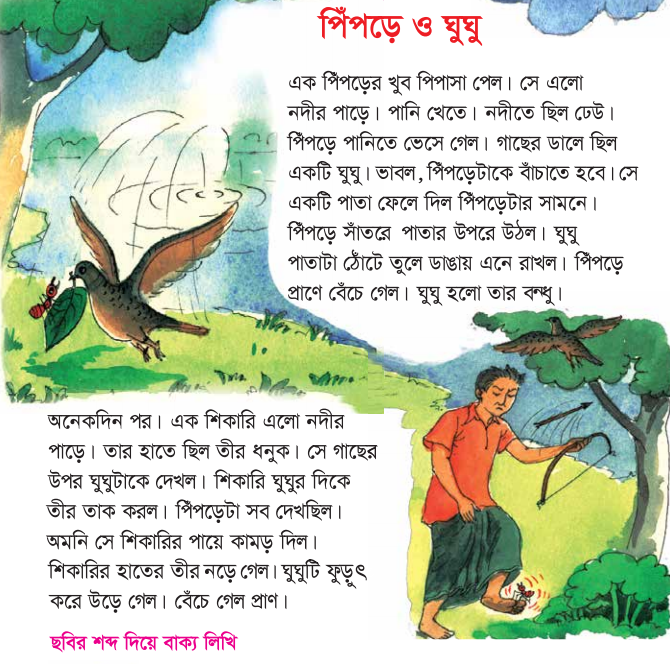 পিঁপড়ে ও ঘুঘু
এক পিঁপড়ের খুব পিপাসা পেল। সে এলো
নদীর পাড়ে। পানি খেতে। নদীতে ছিল ঢেউ।
পিঁপড়ে পানিতে ভেসে গেল। গাছের ডালে ছিল
একটি ঘুঘু। ভাবল, পিঁপড়েটাকে বাঁচাতে হবে। সে
একটি পাতা ফেলে দিল পিঁপড়েটার সামনে।
পিঁপড়ে সাঁতরে পাতার উপরে উঠল। ঘুঘু
পাতাটা ঠোঁটে তুলে ডাঙায় এনে রাখল। পিঁপড়ে
প্রাণে বেঁচে গেল। ঘুঘু হলো তার বন্ধু।
অনেকদিন পর। এক শিকারি এলো নদীর
পাড়ে। তার হাতে ছিল তীর ধনুক। সে গাছের
উপর ঘুঘুটাকে দেখল। শিকারি ঘুঘুর দিকে
তীর তাক করল। পিঁপড়েটা সব দেখছিল।
অমনি সে শিকারির পায়ে কামড় দিল।
শিকারির হাতের তীর নড়ে গেল। ঘুঘুটি ফুড়ুৎ
করে উড়ে গেল। বেঁচে গেল প্রাণ।
ছবির শব্দ দিয়ে বাক্য লিখি